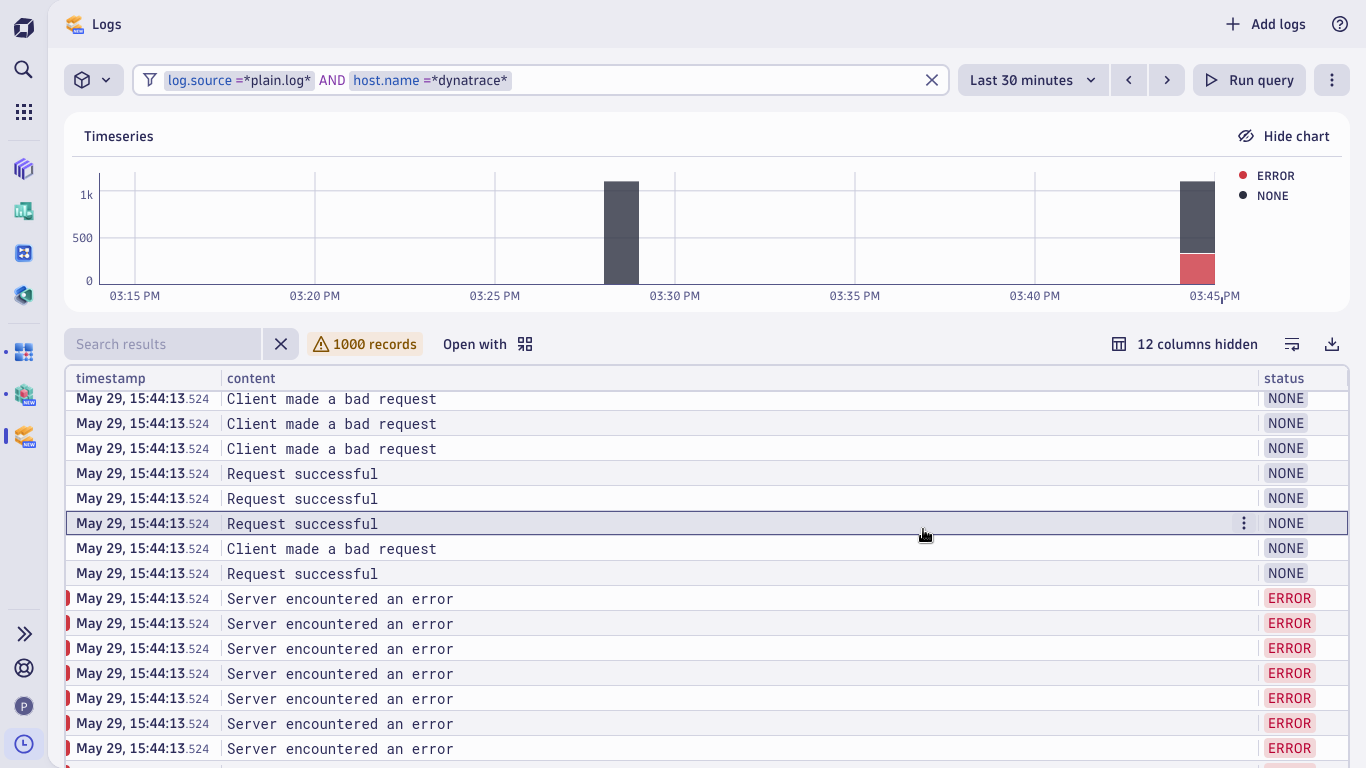 Logs
Add logs
log.source =*plain.log* AND host.name =*dynatrace*
Last 30 minutes
Run query
Timeseries
Hide chart
1k
500
0
03:15 PM
03:20 PM
03:25 PM
03:30 PM
03:35 PM
03:40 PM
03:45 PM
ERROR
NONE
Search results
1000 records
Open with
12 columns hidden
timestamp content status
May 29, 15:44:13.524 Client made a bad request NONE
May 29, 15:44:13.524 Client made a bad request NONE
May 29, 15:44:13.524 Client made a bad request NONE
May 29, 15:44:13.524 Request successful NONE
May 29, 15:44:13.524 Request successful NONE
May 29, 15:44:13.524 Request successful NONE
May 29, 15:44:13.524 Client made a bad request NONE
May 29, 15:44:13.524 Request successful NONE
May 29, 15:44:13.524 Server encountered an error ERROR
May 29, 15:44:13.524 Server encountered an error ERROR
May 29, 15:44:13.524 Server encountered an error ERROR
May 29, 15:44:13.524 Server encountered an error ERROR
May 29, 15:44:13.524 Server encountered an error ERROR
May 29, 15:44:13.524 Server encountered an error ERROR
May 29, 15:44:13.524 Server encountered an error ERROR
NEW
NEW
NEW
P